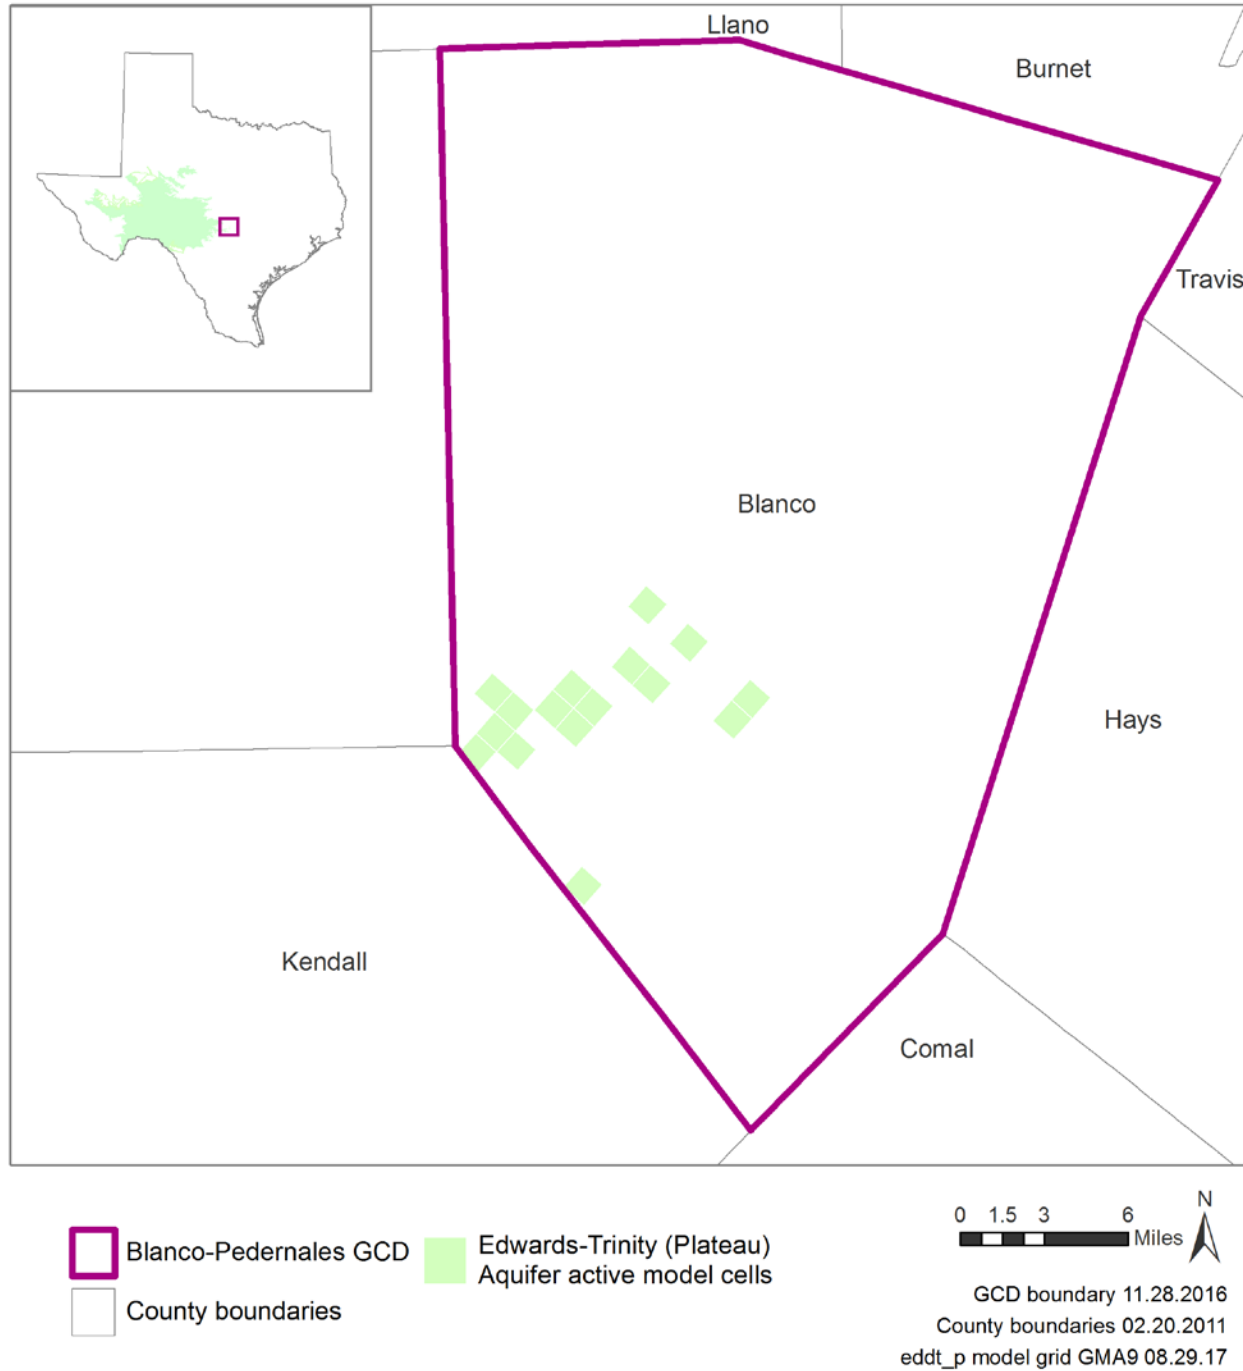 Llano
Burnet
Travis
Blanco
Hays
Kendall
Comal
Blanco-Pedernales GCD
County boundaries
Edwards-Trinity (Plateau)
Aquifer active model cells
0 1.5 3 6
Miles
N
GCD boundary 11.28.2016
County boundaries 02.20.2011
eddt_p model grid GMA9 08.29.17